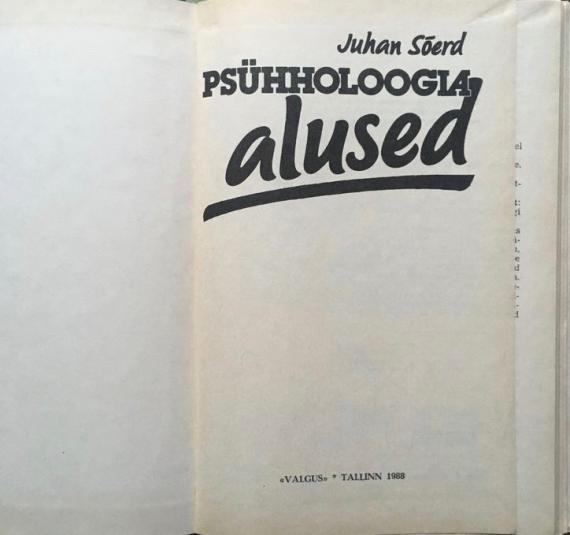 Juhan Sõerd
PSÜHHOLOOGIA
alused
«VALGUS» * TALLINN 1988